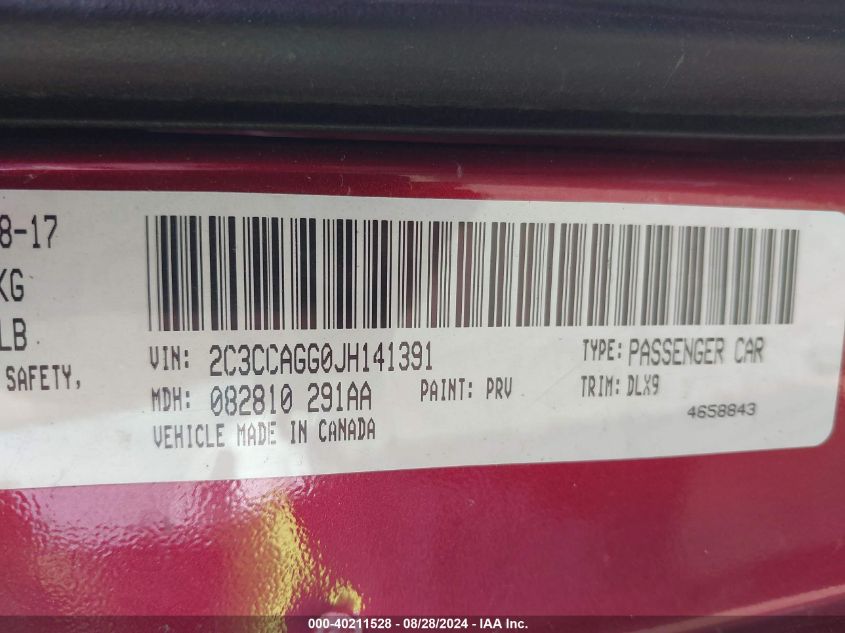 8-17
KG
LB
SAFETY,
VIN: 2C3CCAGG0JH141391
TYPE: PASSENGER CAR
MDH: 082810 291AA
PAINT: PRV
TRIM: DLX9
4658843
VEHICLE MADE IN CANADA
000-40211528 - 08/28/2024 - IAA Inc.